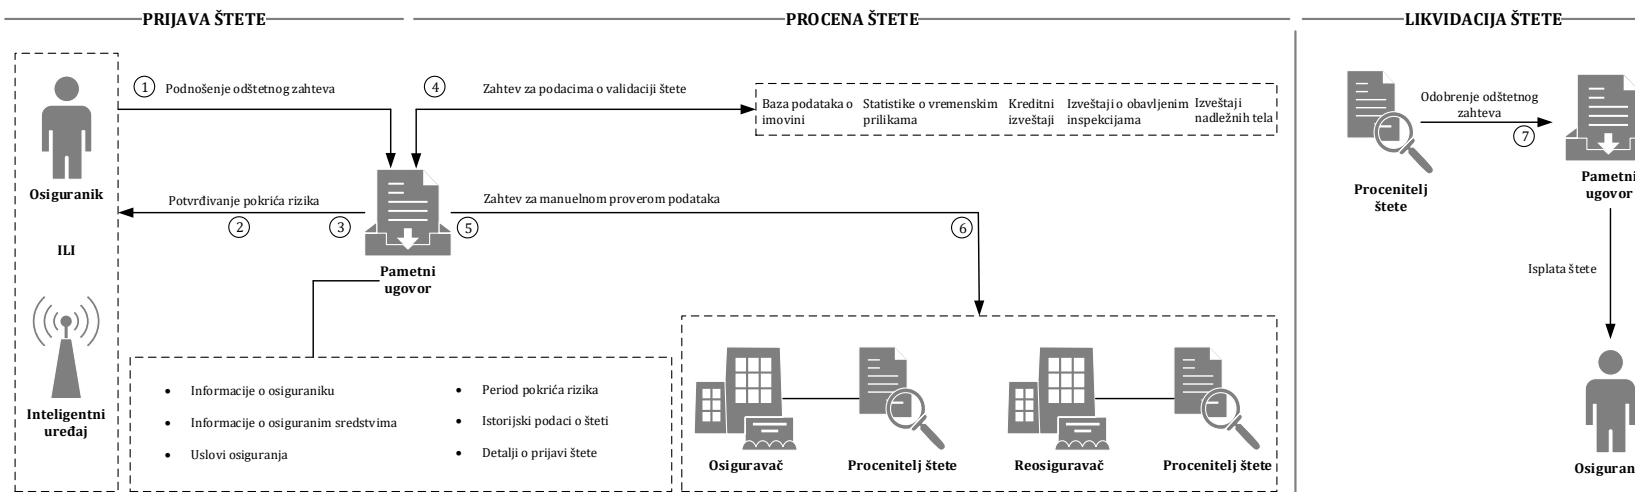 PRIJAVA ŠTETE
PROCENA ŠTETE
LIKVIDACIJA ŠTETE
1
Podnošenje odštetnog zahteva
4
Zahtev za podacima o validaciji štete
Baza podataka o
imovini
Statistike o vremenskim
prilikama
Kreditni
izveštaji
Izveštaji o obavljenim
inspekcijama
Izveštaji
nadležnih tela
Osiguranik
ILI
Inteligentni
uređaj
Potvrđivanje pokrića rizika
2
3
Pametni
ugovor
5
Zahtev za manuelnom proverom podataka
6
• Informacije o osiguraniku
• Informacije o osiguranim sredstvima
• Uslovi osiguranja
• Period pokrića rizika
• Istorijski podaci o šteti
• Detalji o prijavi štete
Osiguravač
Procenitelj štete
Reosiguravač
Procenitelj štete
Procenitelj
štete
Odobrenje odštetnog
zahteva
7
Pametni
ugovor
Isplata štete
Osiguran